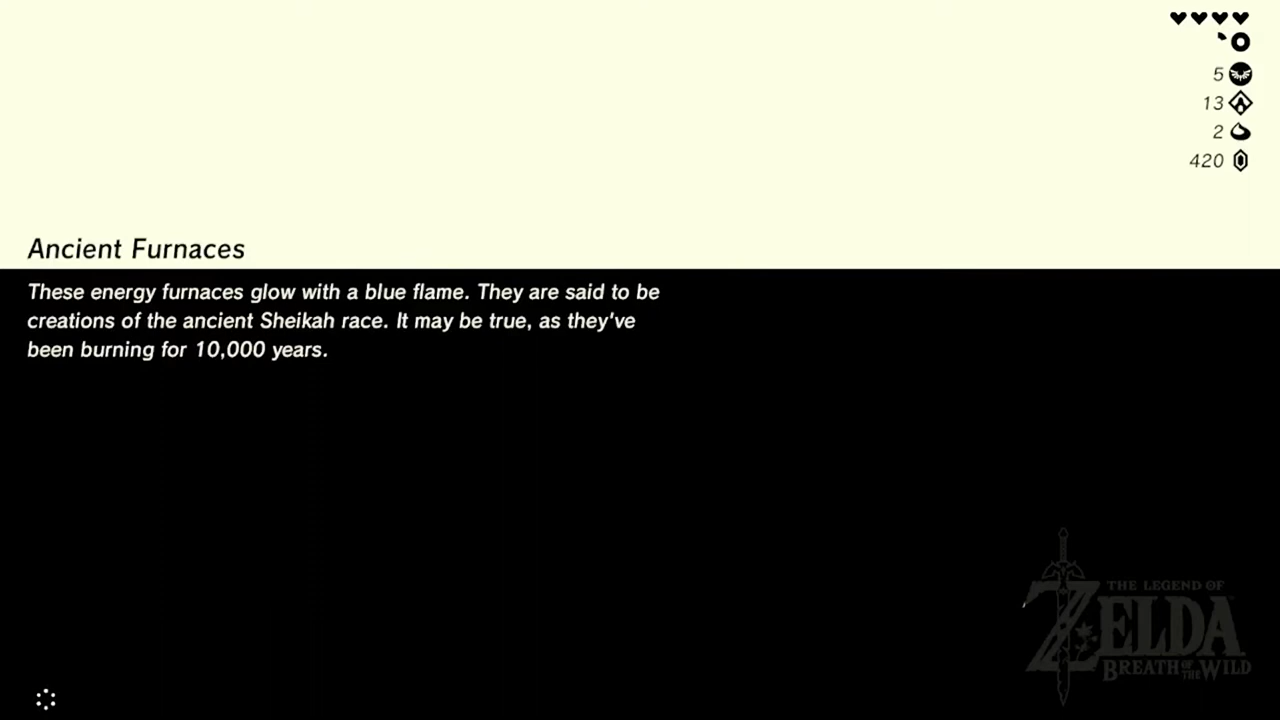 5
13
2
420
Ancient Furnaces
These energy furnaces glow with a blue flame. They are said to be
creations of the ancient Sheikah race. It may be true, as they've
been burning for 10,000 years.
THE LEGEND OF
ZELDA
BREATH OF THE WILD